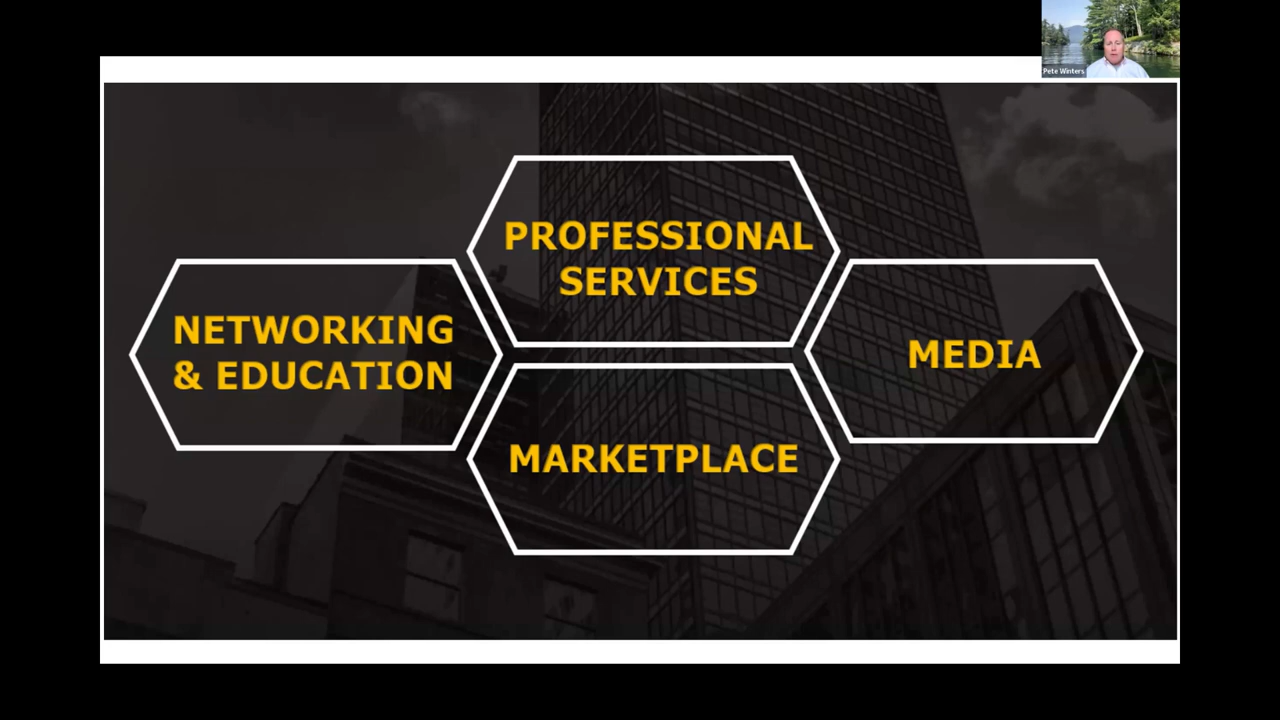 Pete Winters
PROFESSIONAL
SERVICES
NETWORKING
& EDUCATION
MEDIA
MARKETPLACE